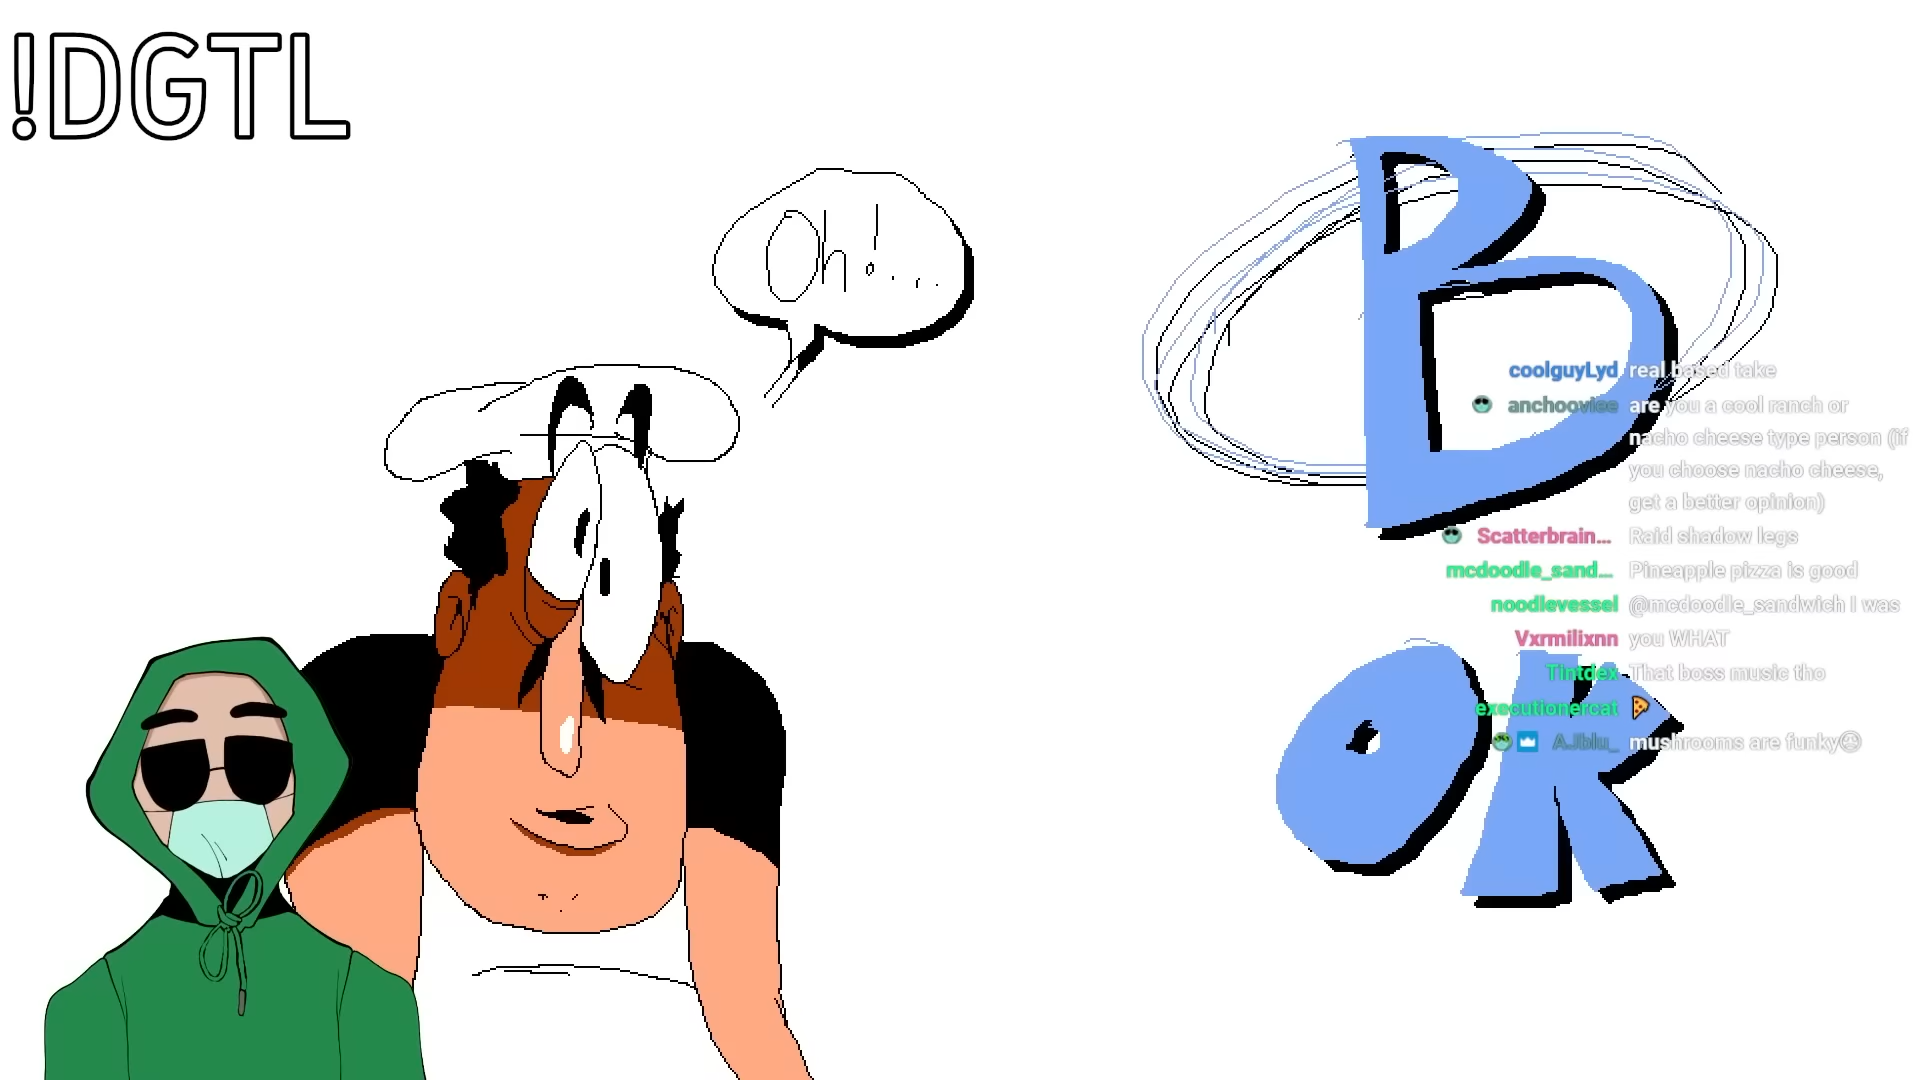 !DGTL
Oh!...
B
coolguyLyd real based take
anchooviee are you a cool ranch or
nacho cheese type person (if
you choose nacho cheese,
get a better opinion)
Scatterbrain... Raid shadow legs
mcdoodle_sand... Pineapple pizza is good
noodlevessel @mcdoodle_sandwich I was
Vxrmilixnn you WHAT
Tintdex That boss music tho
executionercat
AJblu_ mushrooms are funky
OK